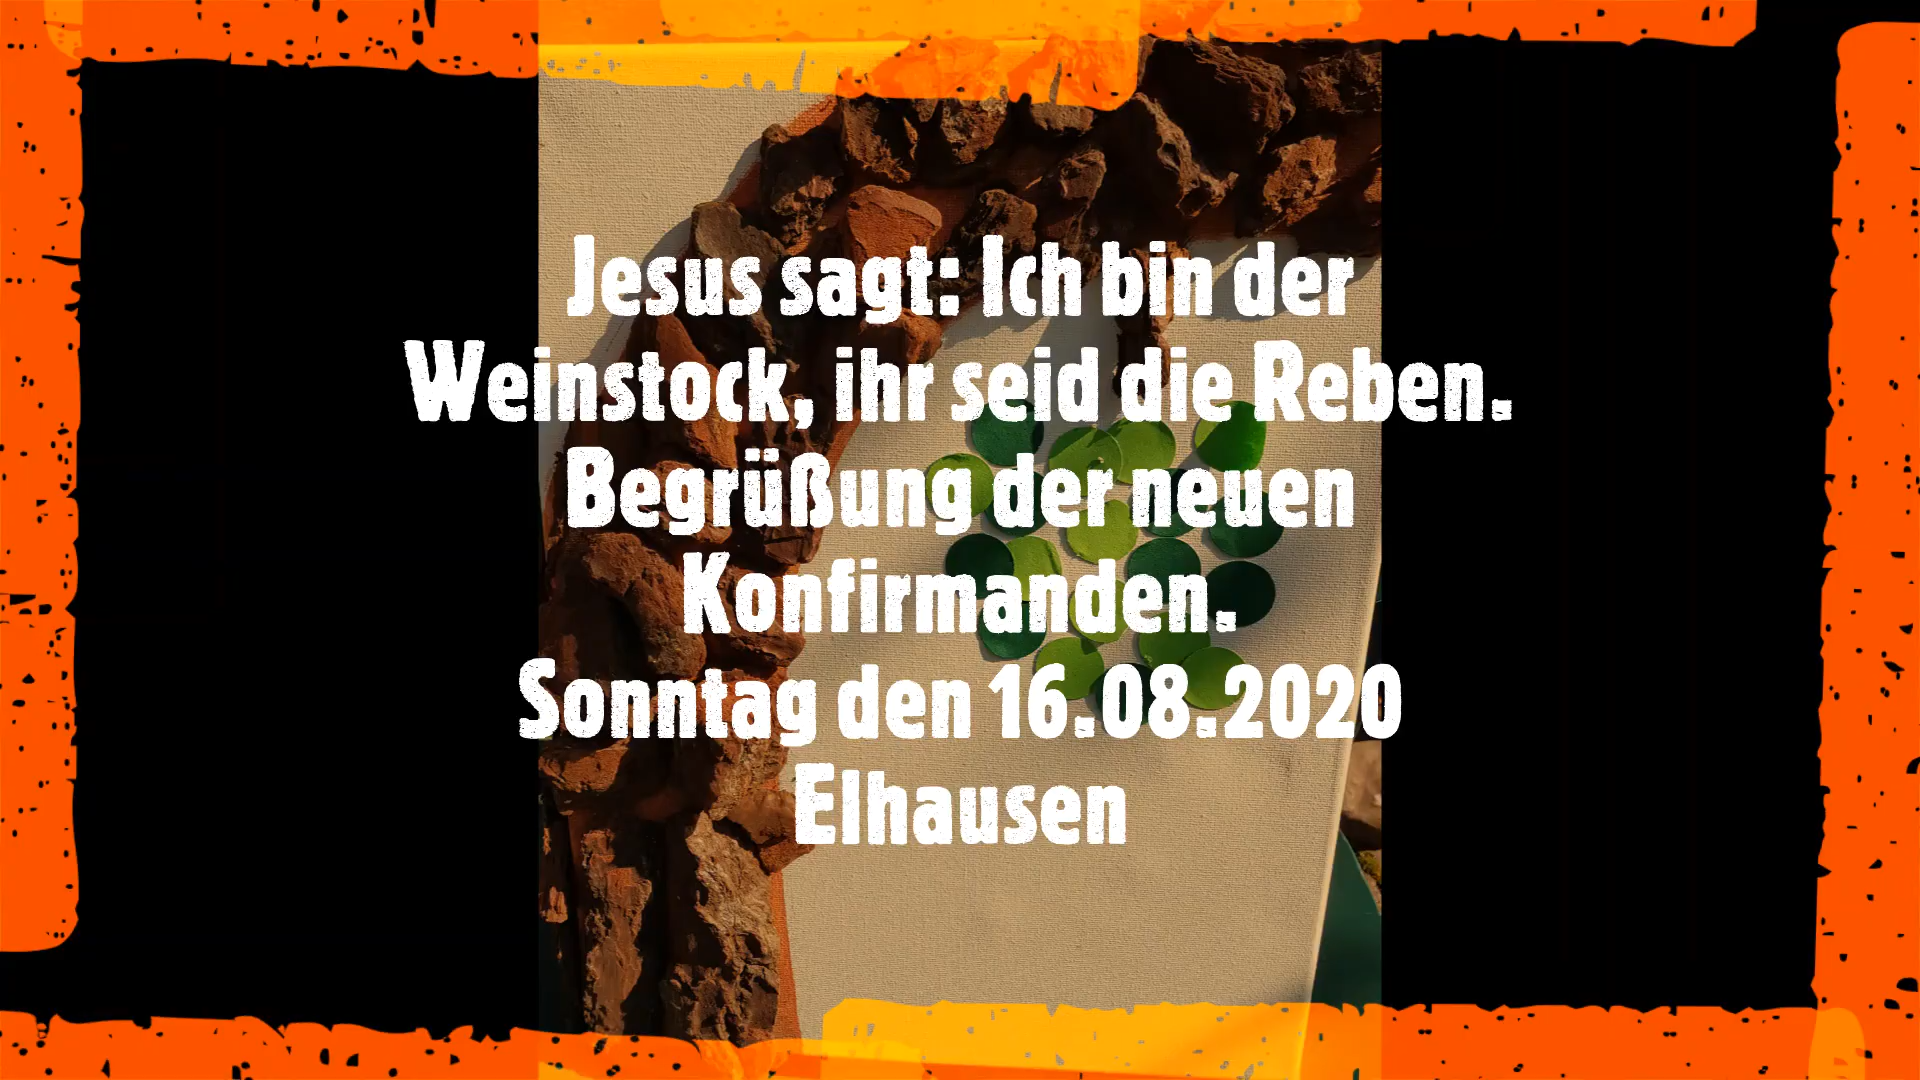 Jesus sagt: Ich bin der
Weinstock, ihr seid die Reben.
Begrüßung der neuen
Konfirmanden.
Sonntag den 16.08.2020
Elhausen